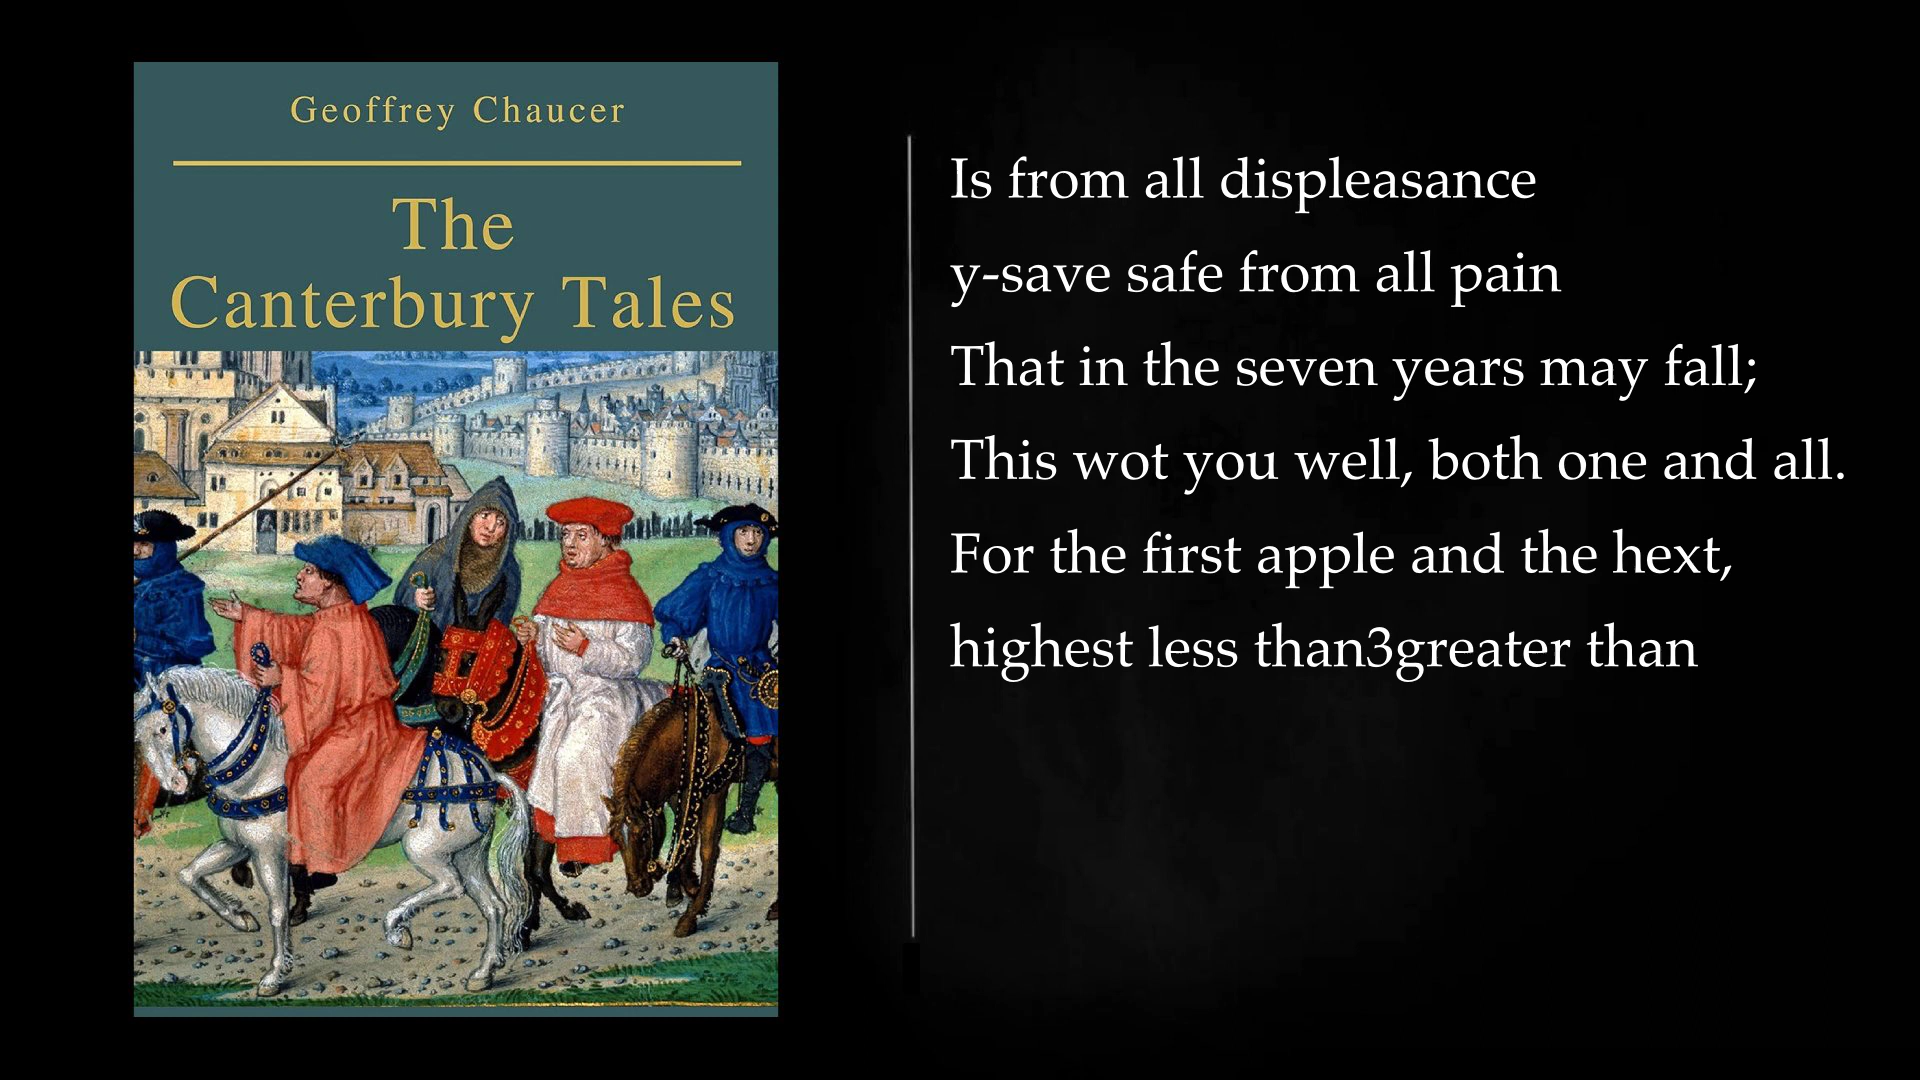 Geoffrey Chaucer
The
Canterbury Tales
Is from all displeasance
y-save safe from all pain
That in the seven years may fall;
This wot you well, both one and all.
For the first apple and the hext,
highest less than3greater than